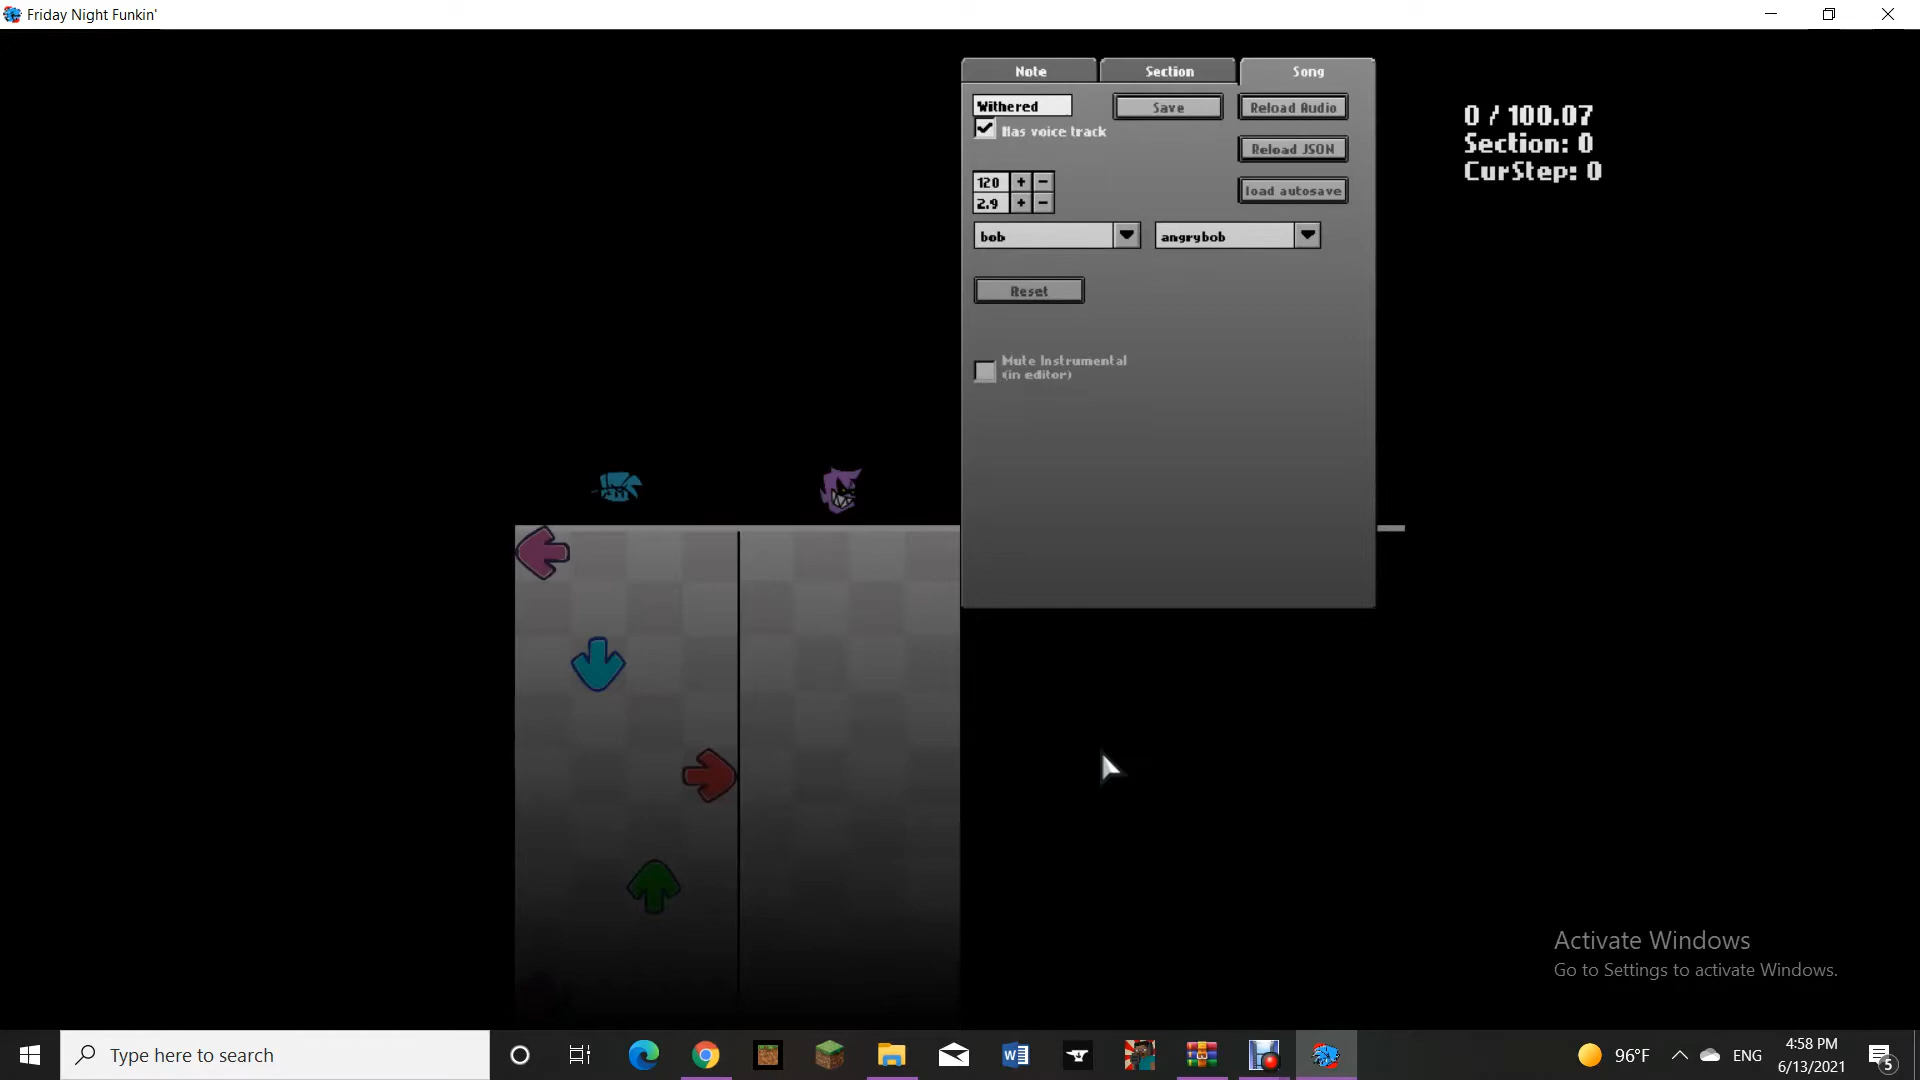 Friday Night Funkin'
Note
Section
Song
Withered
Save
Reload Audio
Has voice track
Reload JSON
120 + -
2.9 + -
load autosave
bob
angrybob
Reset
Mute Instrumental
(in editor)
0 / 100.07
Section: 0
CurStep: 0
Activate Windows
Go to Settings to activate Windows.
Type here to search
96°F
ENG
4:58 PM
6/13/2021
5